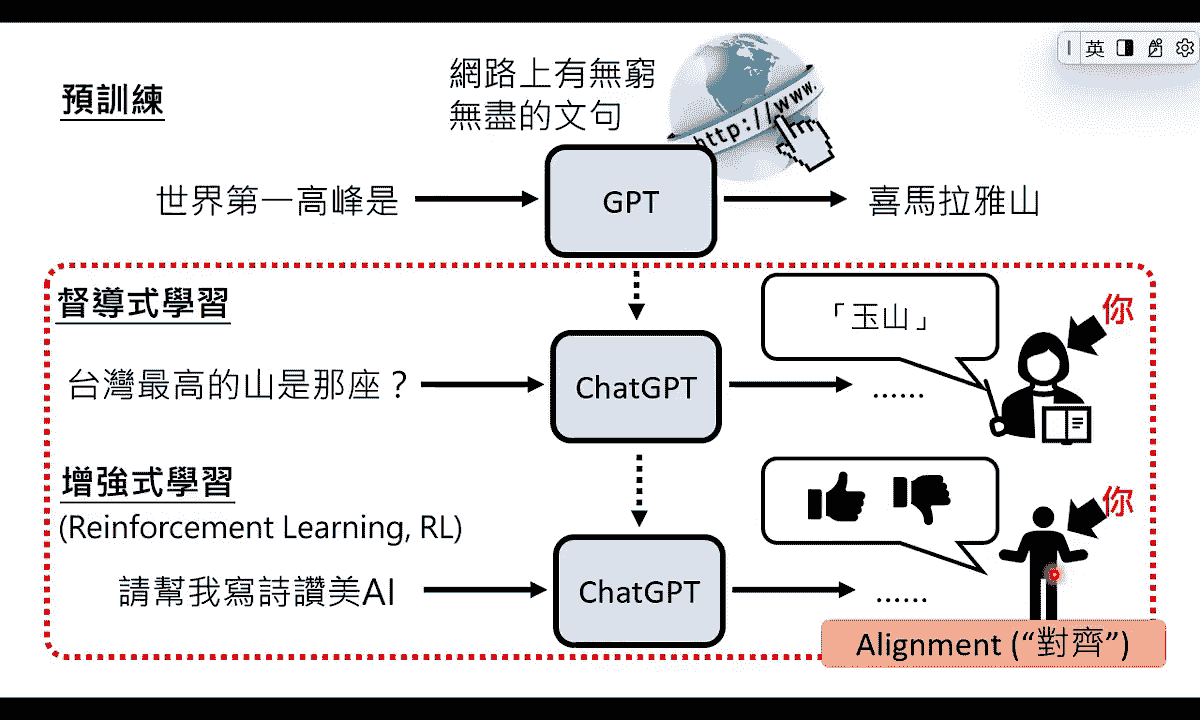 英
預訓練
網路上有無窮
無盡的文句
http://www.
世界第一高峰是
GPT
喜馬拉雅山
督導式學習
「玉山」
你
台灣最高的山是那座？
ChatGPT
......
增強式學習
(Reinforcement Learning, RL)
你
請幫我寫詩讚美AI
ChatGPT
......
Alignment (“對齊”)